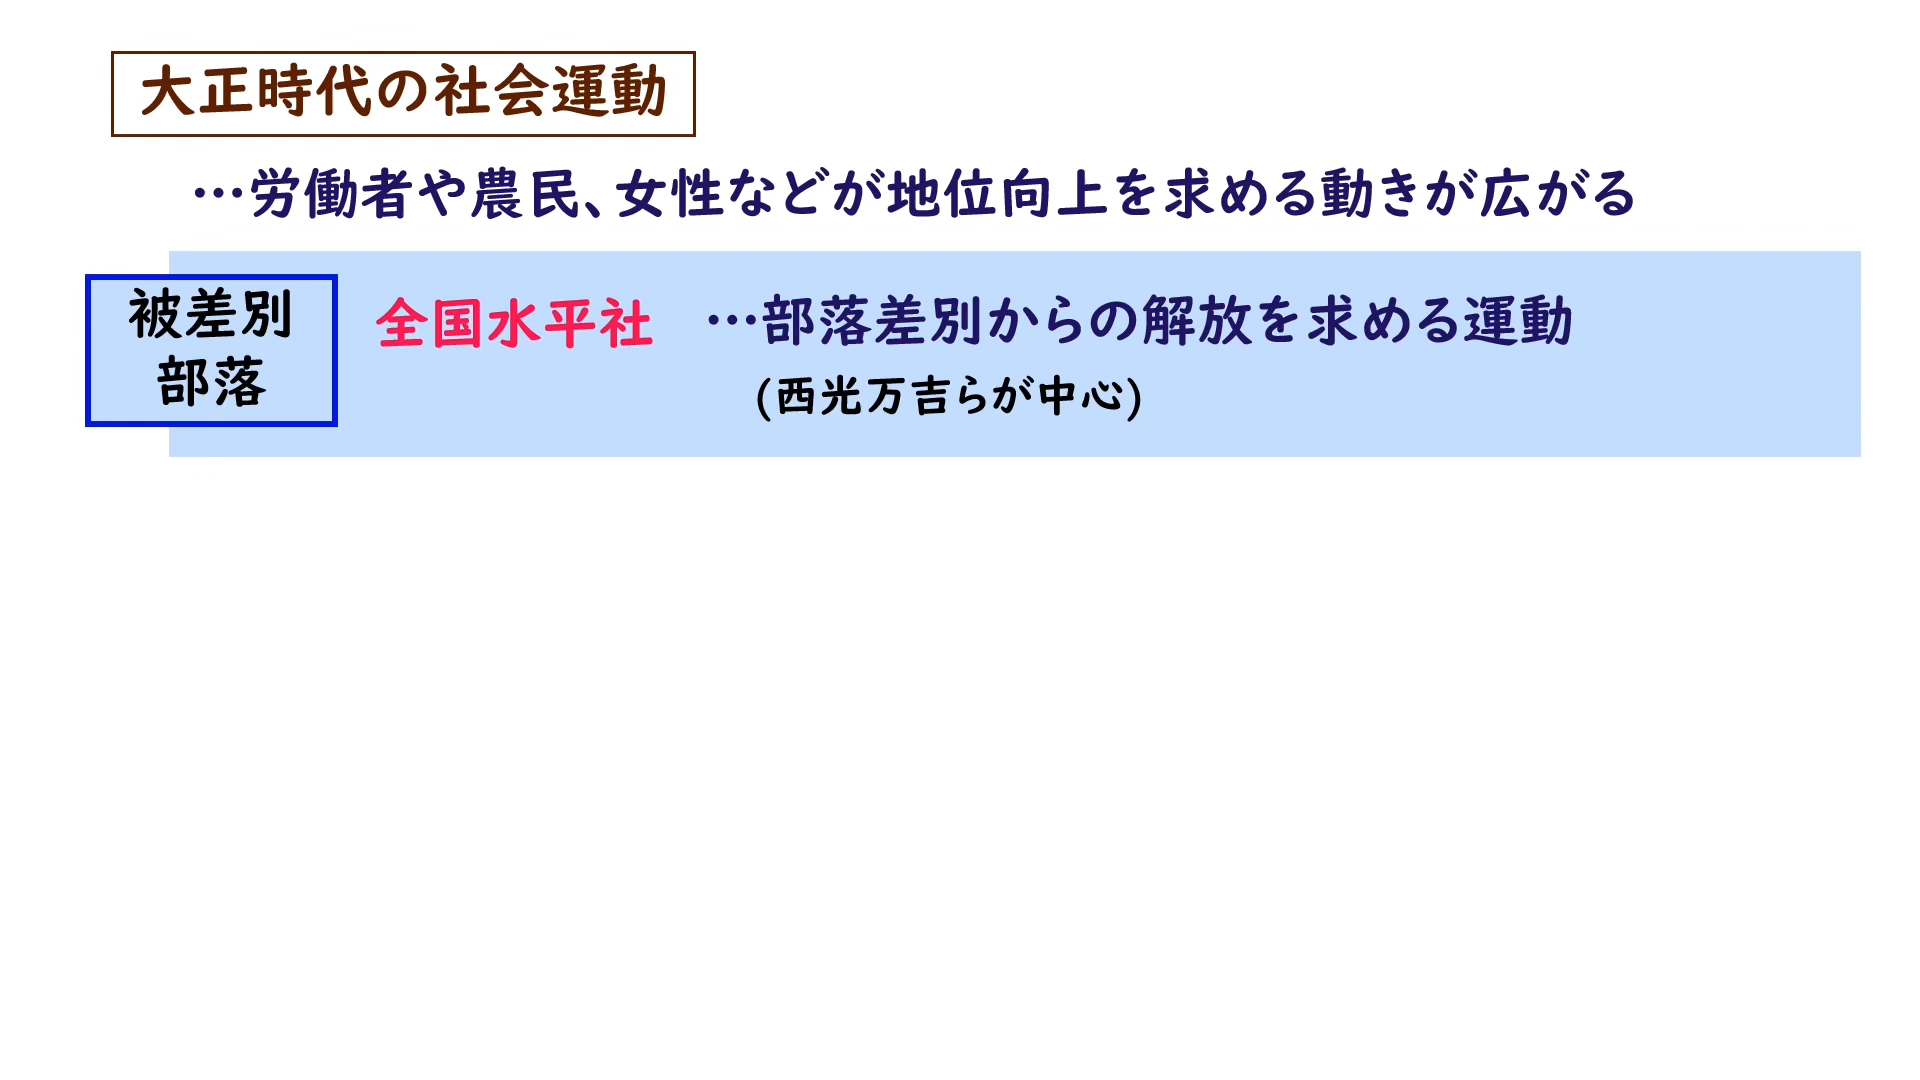 大正時代の社会運動
…労働者や農民、女性などが地位向上を求める動きが広がる
被差別
部落
全国水平社 …部落差別からの解放を求める運動
(西光万吉らが中心)